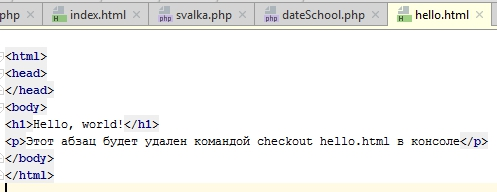 php index.html svalka.php dateSchool.php hello.html
<html>
<head>
</head>
<body>
<h1>Hello, world!</h1>
<p>Этот абзац будет удален командой checkout hello.html в консоле</p>
</body>
</html>